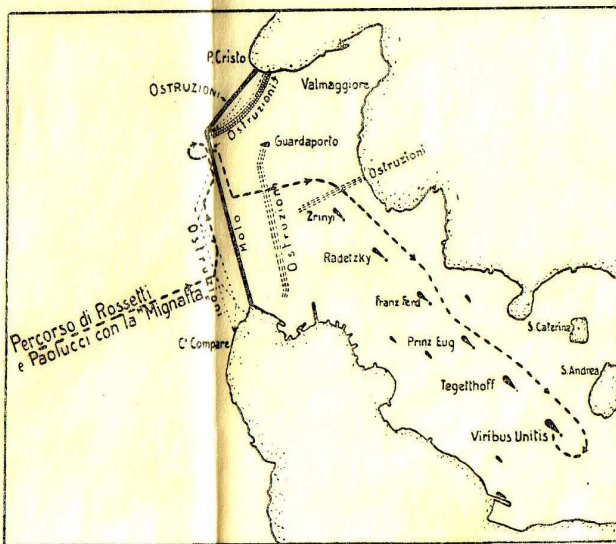 P. Cristo
OSTRUZIONI
Ostruzioni
Valmaggiore
Guardaporto
Ostruzioni
Ostruzioni
Zrinyi
Molo
Ostruzioni
Radetzky
Franz Ferd
Percorso di Rossetti
e Paolucci con la "Mignatta"
Cº Compare
Prinz Eug
S. Caterina
S. Andrea
Tegetthoff
Viribus Unitis